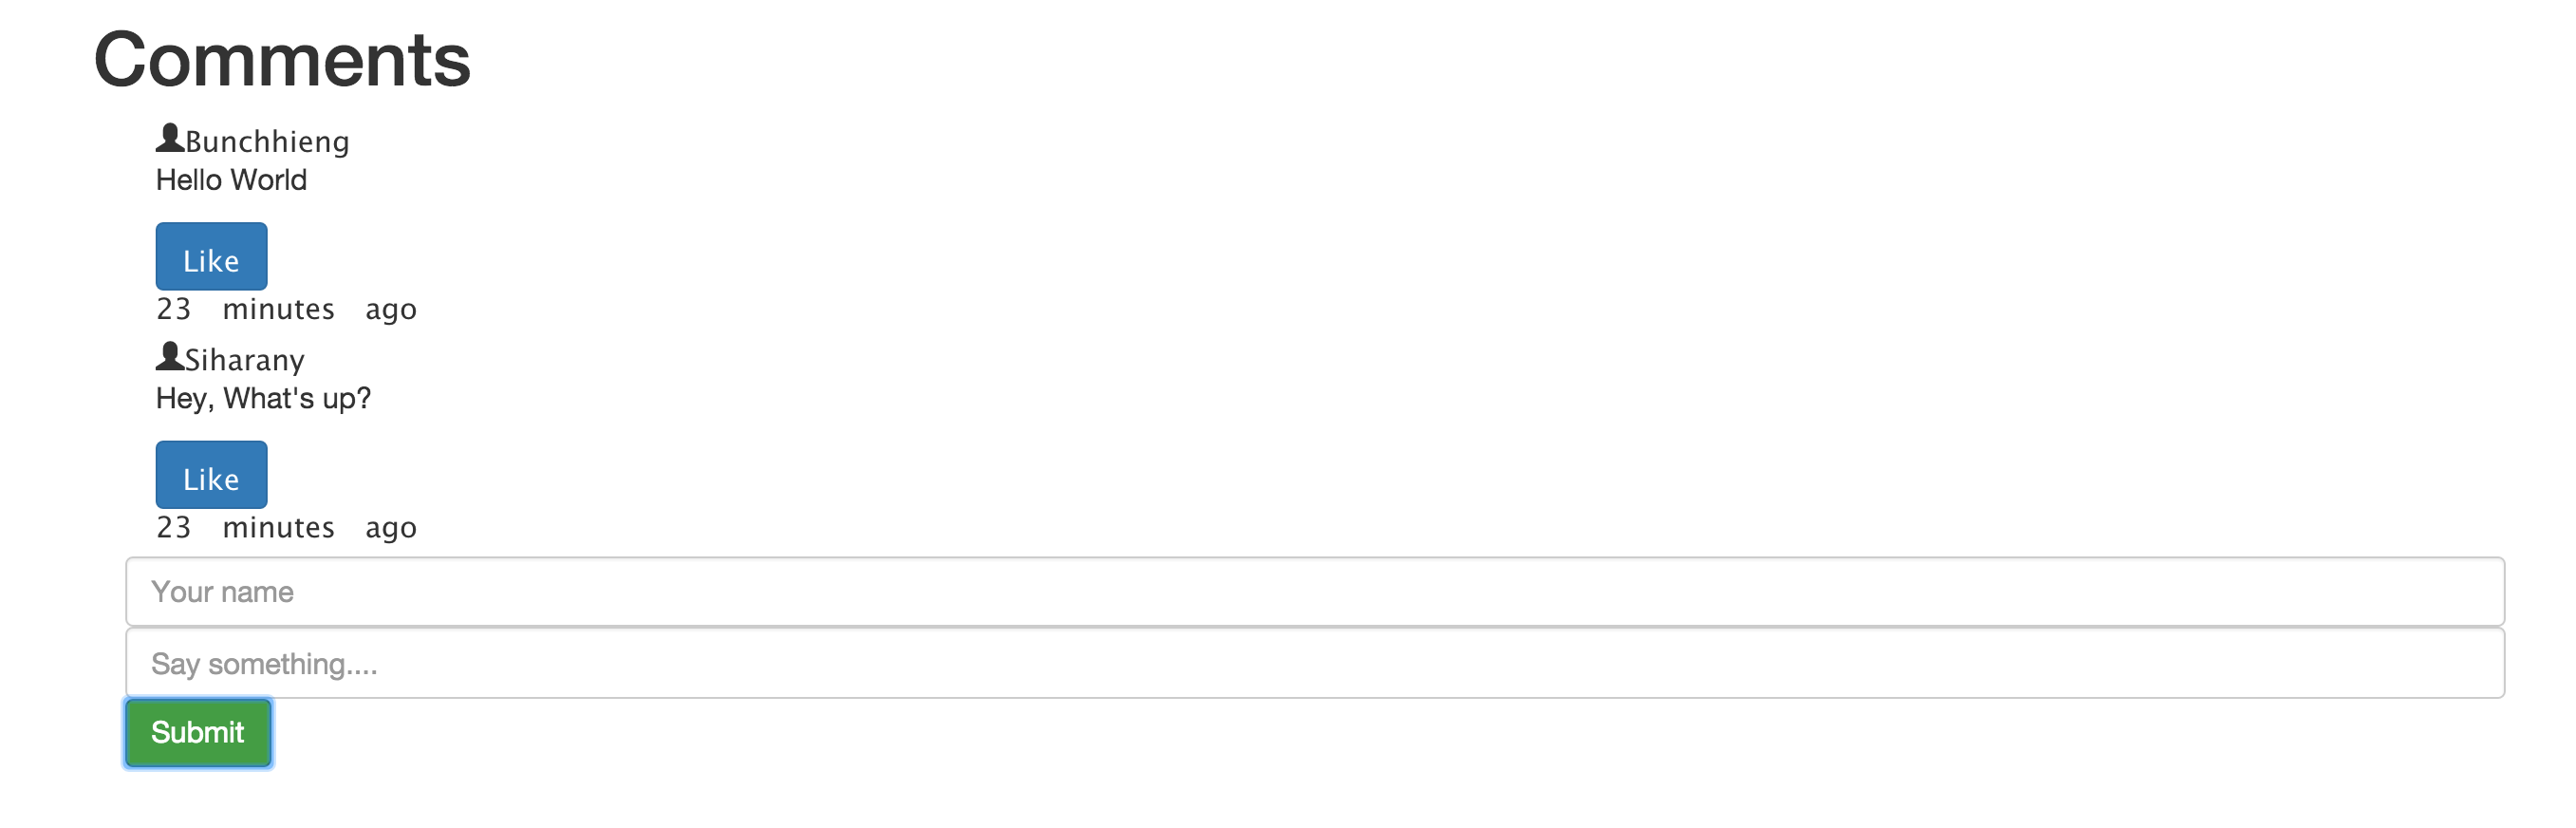 Comments
Bunchhieng
Hello World
Like
23 minutes ago
Siharany
Hey, What's up?
Like
23 minutes ago
Your name
Say something....
Submit